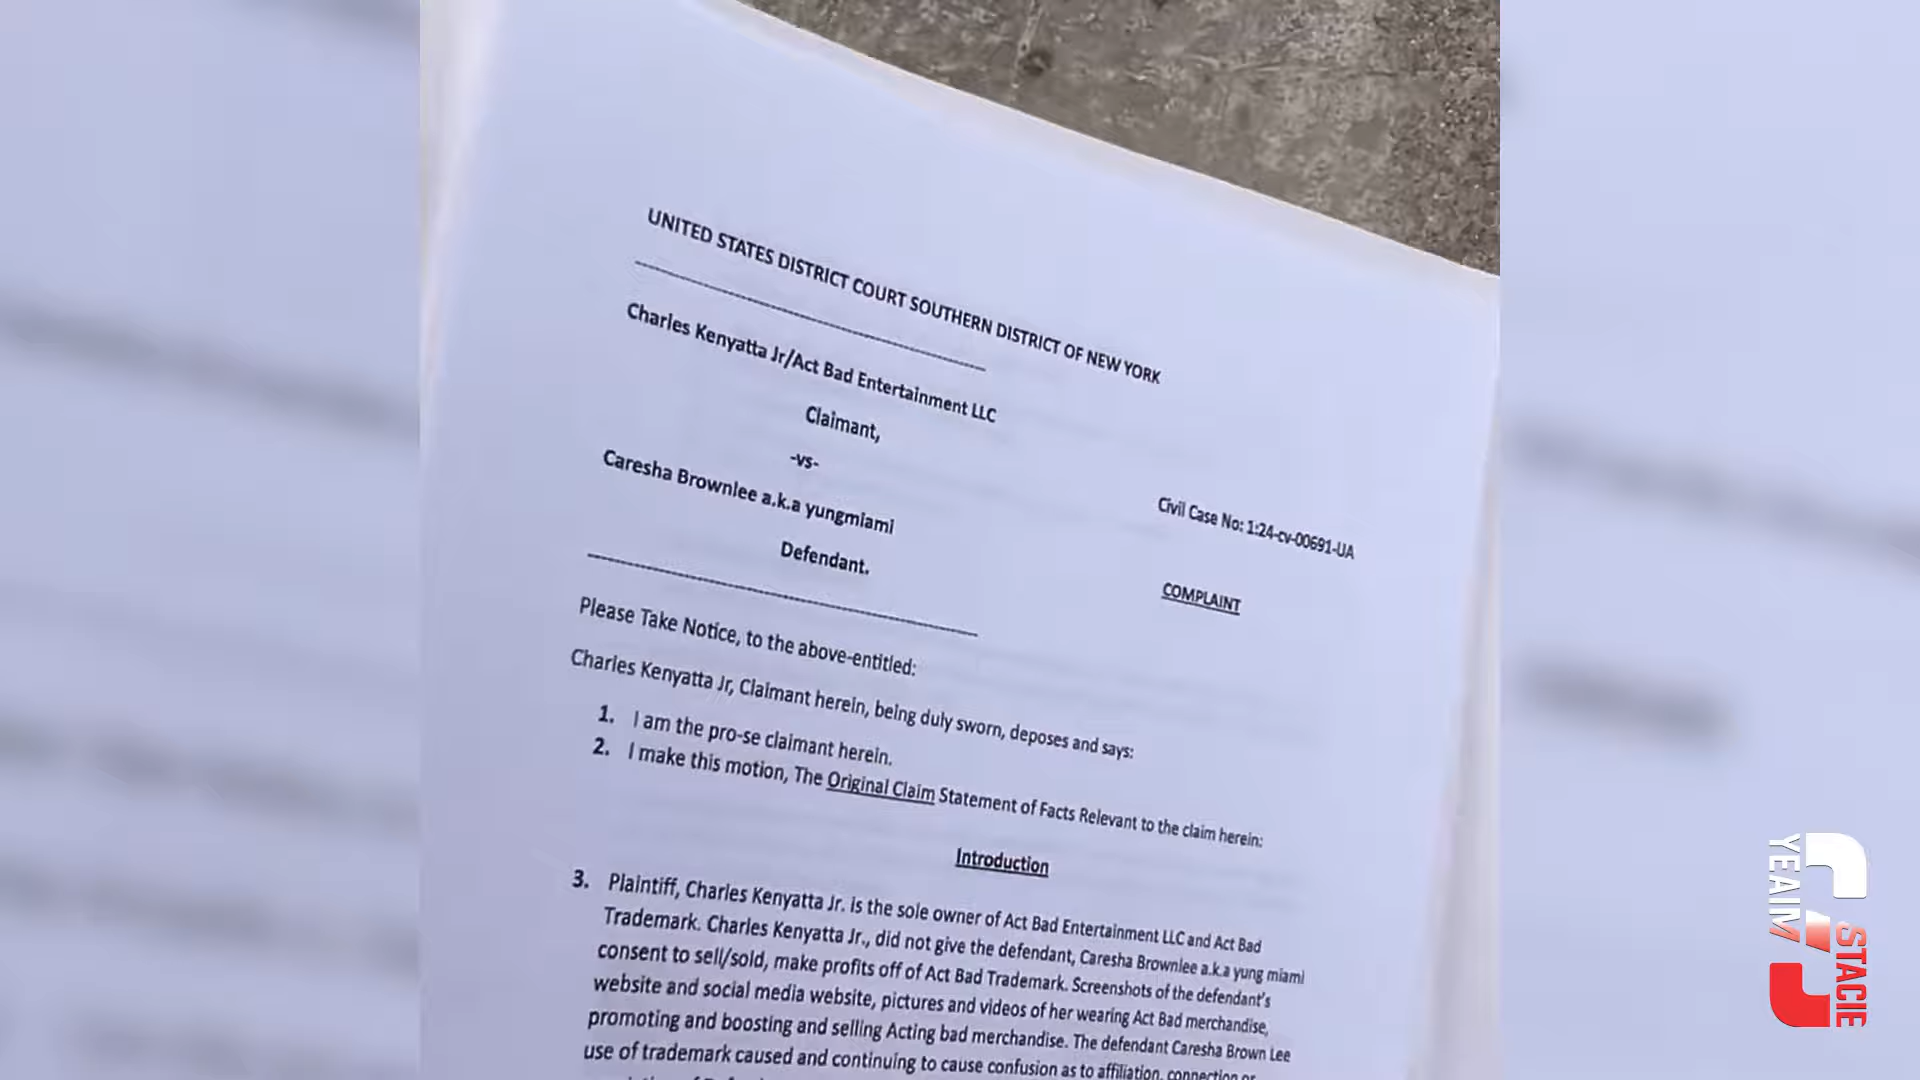 UNITED STATES DISTRICT COURT SOUTHERN DISTRICT OF NEW YORK
Charles Kenyatta Jr/Act Bad Entertainment LLC
Claimant,
-vs-
Caresha Brownlee a.k.a yungmiami
Defendant.
Civil Case No: 1:24-cv-00691-UA
COMPLAINT
Please Take Notice, to the above-entitled:
Charles Kenyatta Jr, Claimant herein, being duly sworn, deposes and says:
1. I am the pro-se claimant herein.
2. I make this motion, The Original Claim Statement of Facts Relevant to the claim herein:
Introduction
3. Plaintiff, Charles Kenyatta Jr. is the sole owner of Act Bad Entertainment LLC and Act Bad
Trademark. Charles Kenyatta Jr., did not give the defendant, Caresha Brownlee a.k.a yung miami
consent to sell/sold, make profits off of Act Bad Trademark. Screenshots of the defendant's
website and social media website, pictures and videos of her wearing Act Bad merchandise,
promoting and boosting and selling Acting bad merchandise. The defendant Caresha Brown Lee
use of trademark caused and continuing to cause confusion as to affiliation, connection or
YEAIM
STACIE